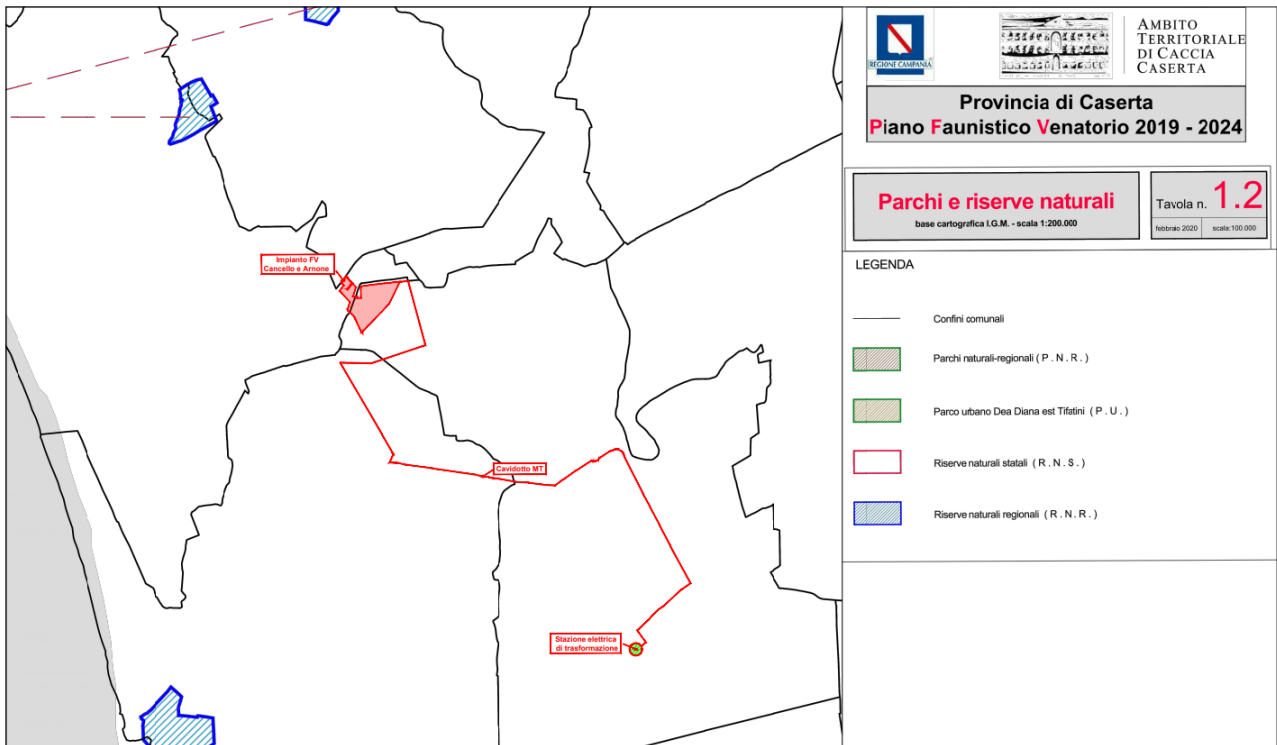 Impianto FV
Cancello e Arnone
Cavidotto MT
Stazione elettrica
di trasformazione
REGIONE CAMPANIA
AMBITO
TERRITORIALE
DI CACCIA
CASERTA
Provincia di Caserta
Piano Faunistico Venatorio 2019 - 2024
Parchi e riserve naturali
base cartografica I.G.M. - scala 1:200.000
Tavola n. 1.2
febbraio 2020 scala:100.000
LEGENDA
Confini comunali
Parchi naturali-regionali ( P . N . R . )
Parco urbano Dea Diana est Tifatini ( P . U . )
Riserve naturali statali ( R . N . S . )
Riserve naturali regionali ( R . N . R . )